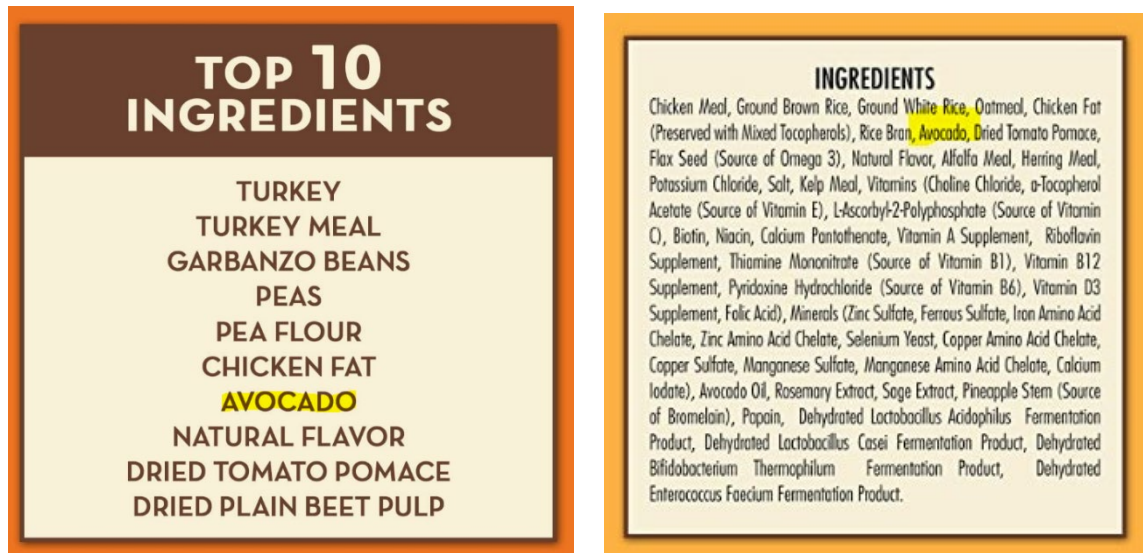 TOP 10
INGREDIENTS
TURKEY
TURKEY MEAL
GARBANZO BEANS
PEAS
PEA FLOUR
CHICKEN FAT
AVOCADO
NATURAL FLAVOR
DRIED TOMATO POMACE
DRIED PLAIN BEET PULP
INGREDIENTS
Chicken Meal, Ground Brown Rice, Ground White Rice, Oatmeal, Chicken Fat
(Preserved with Mixed Tocopherols), Rice Bran, Avocado, Dried Tomato Pomace,
Flax Seed (Source of Omega 3), Natural Flavor, Alfalfa Meal, Herring Meal,
Potassium Chloride, Salt, Kelp Meal, Vitamins (Choline Chloride, α-Tocopherol
Acetate (Source of Vitamin E), L-Ascorbyl-2-Polyphosphate (Source of Vitamin
C), Biotin, Niacin, Calcium Pantothenate, Vitamin A Supplement, Riboflavin
Supplement, Thiamine Mononitrate (Source of Vitamin B1), Vitamin B12
Supplement, Pyridoxine Hydrochloride (Source of Vitamin B6), Vitamin D3
Supplement, Folic Acid), Minerals (Zinc Sulfate, Ferrous Sulfate, Iron Amino Acid
Chelate, Zinc Amino Acid Chelate, Selenium Yeast, Copper Amino Acid Chelate,
Copper Sulfate, Manganese Sulfate, Manganese Amino Acid Chelate, Calcium
Iodate), Avocado Oil, Rosemary Extract, Sage Extract, Pineapple Stem (Source
of Bromelain), Papain, Dehydrated Lactobacillus Acidophilus Fermentation
Product, Dehydrated Lactobacillus Casei Fermentation Product, Dehydrated
Bifidobacterium Thermophilum Fermentation Product, Dehydrated
Enterococcus Faecium Fermentation Product.